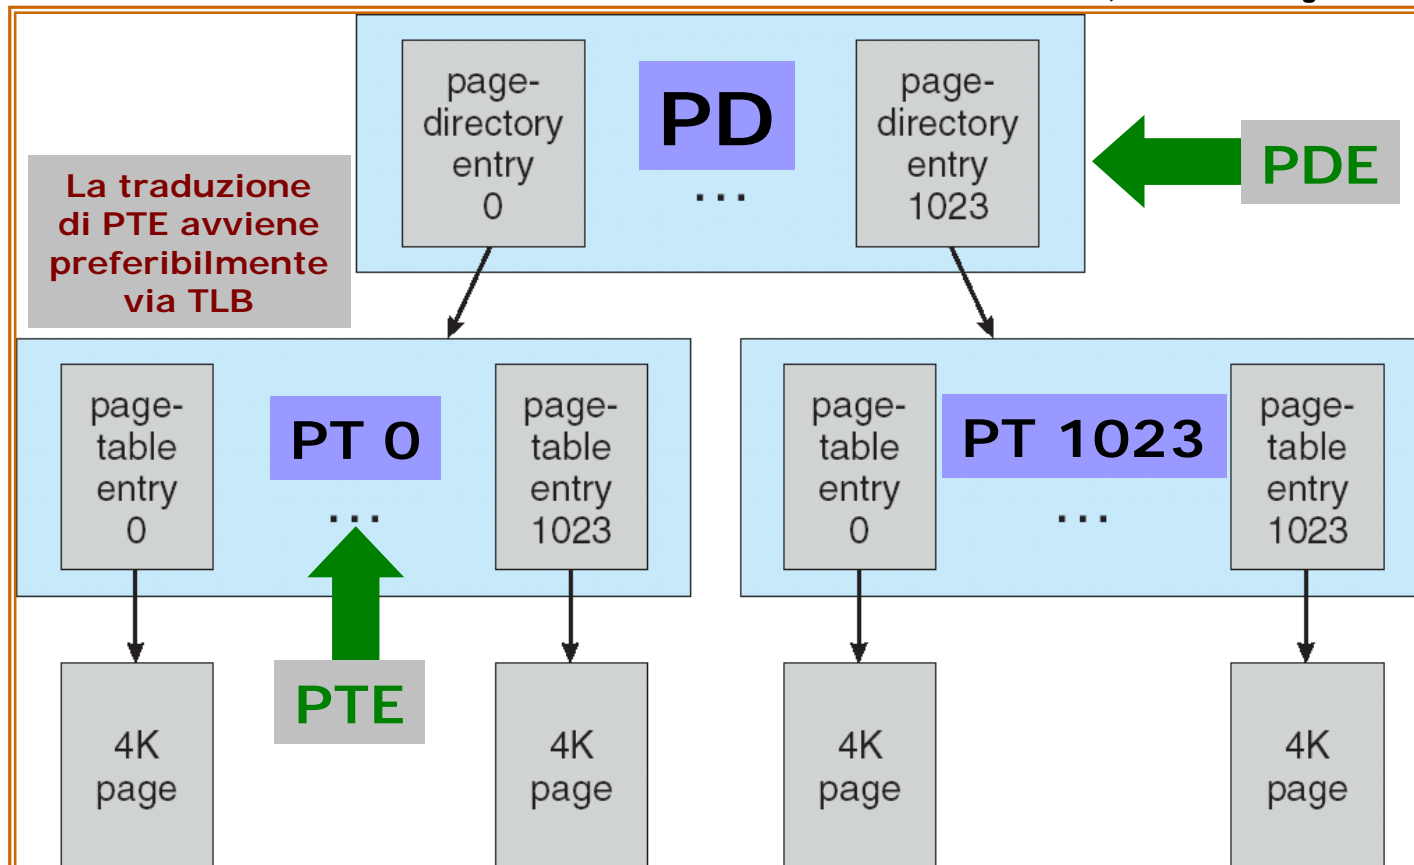 page-
directory
entry
0
PD
...
page-
directory
entry
1023
PDE
La traduzione
di PTE avviene
preferibilmente
via TLB
page-
table
entry
0
PT 0
...
page-
table
entry
1023
page-
table
entry
0
PT 1023
...
page-
table
entry
1023
PTE
4K
page
4K
page
4K
page
4K
page